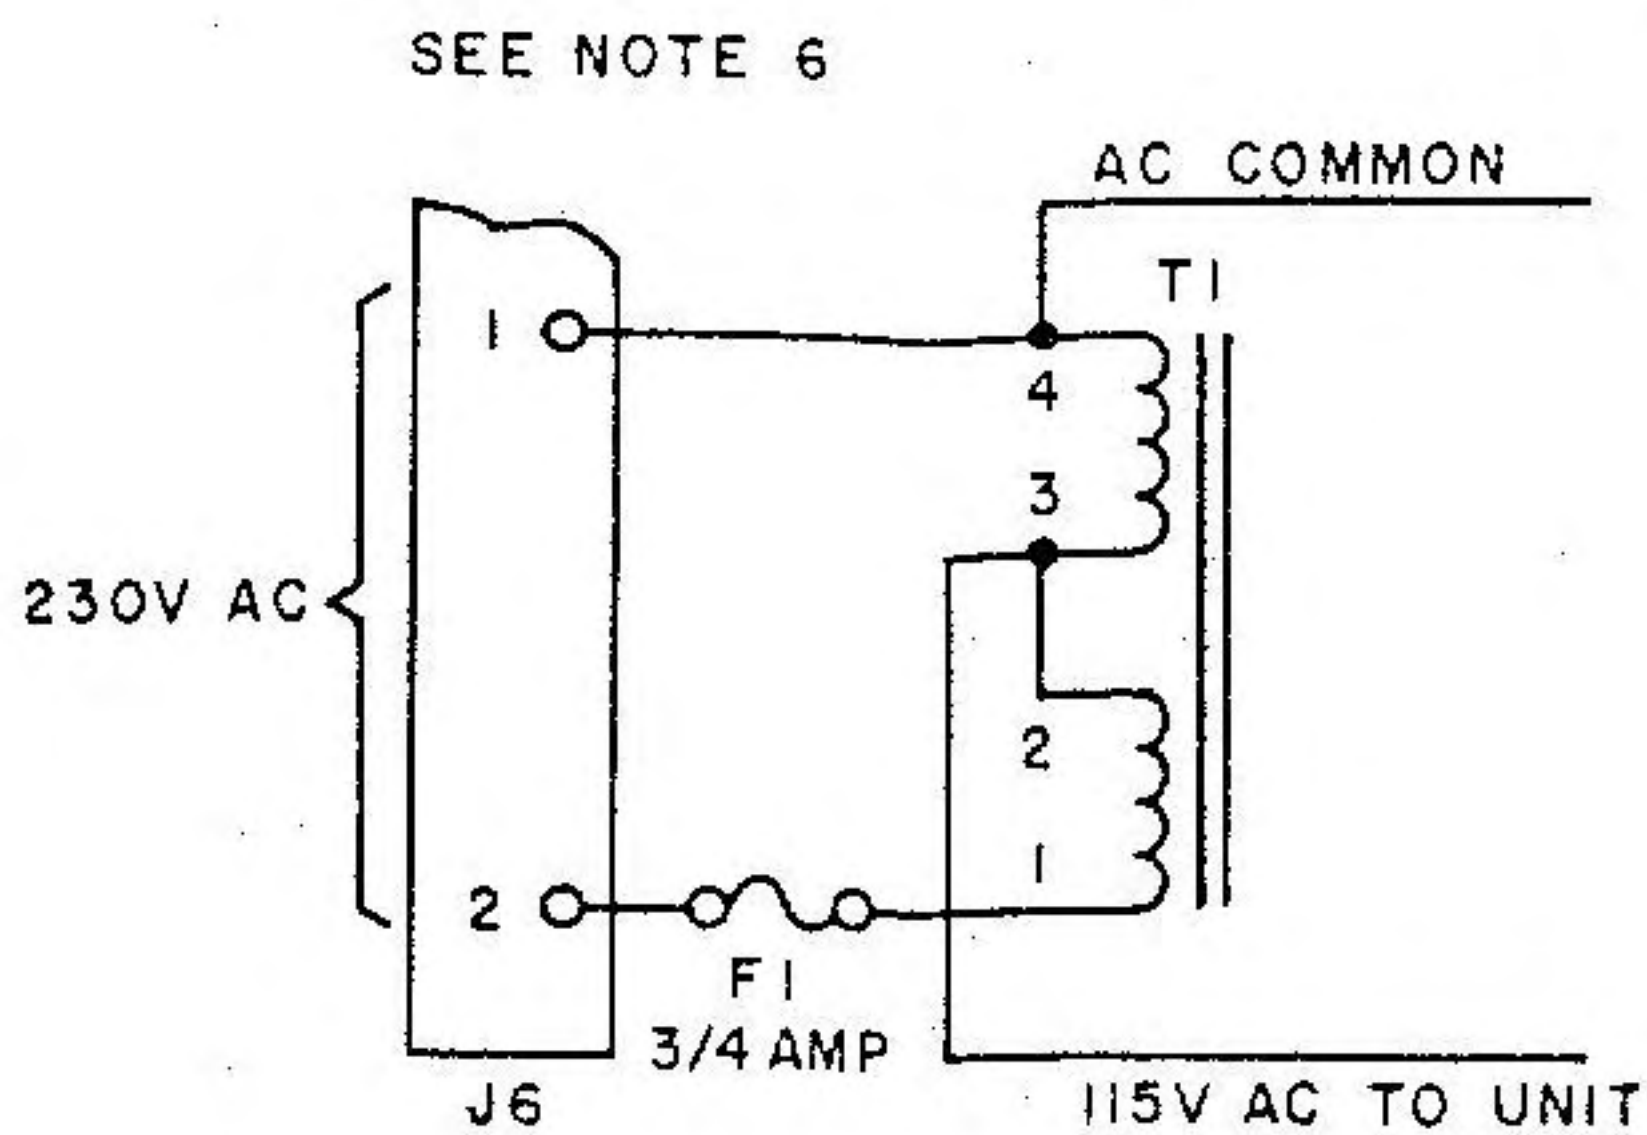 SEE NOTE 6
AC COMMON
T1
1
4
3
230V AC
2
1
2
F1
3/4 AMP
J6
115V AC TO UNIT